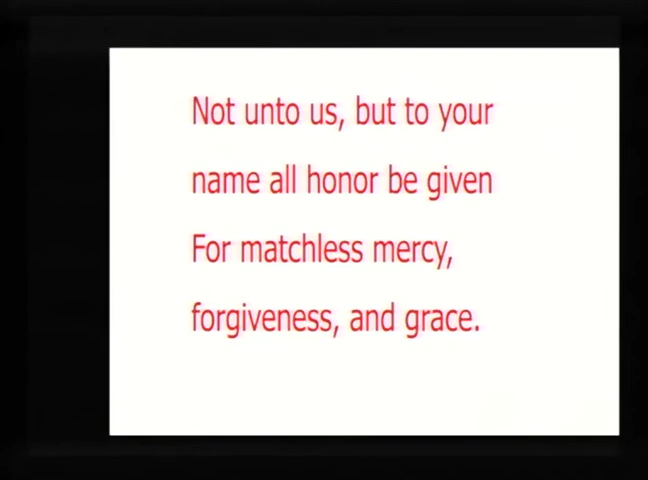 Not unto us, but to your
name all honor be given
For matchless mercy,
forgiveness, and grace.